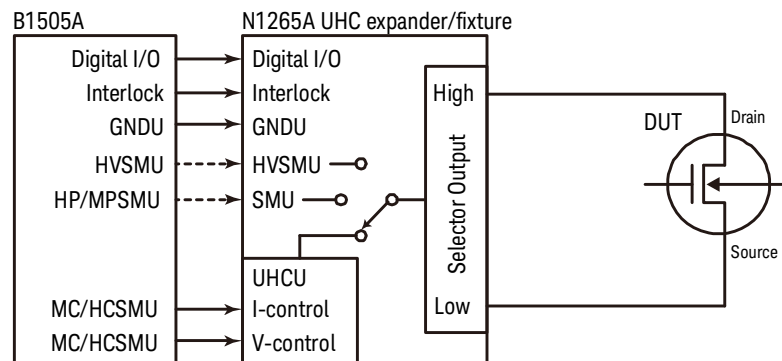 B1505A
N1265A UHC expander/fixture
Digital I/O
Digital I/O
Interlock
Interlock
GNDU
GNDU
HVSMU
HVSMU
HP/MPSMU
SMU
UHCU
MC/HCSMU
I-control
MC/HCSMU
V-control
High
Selector Output
Low
DUT
Drain
Source